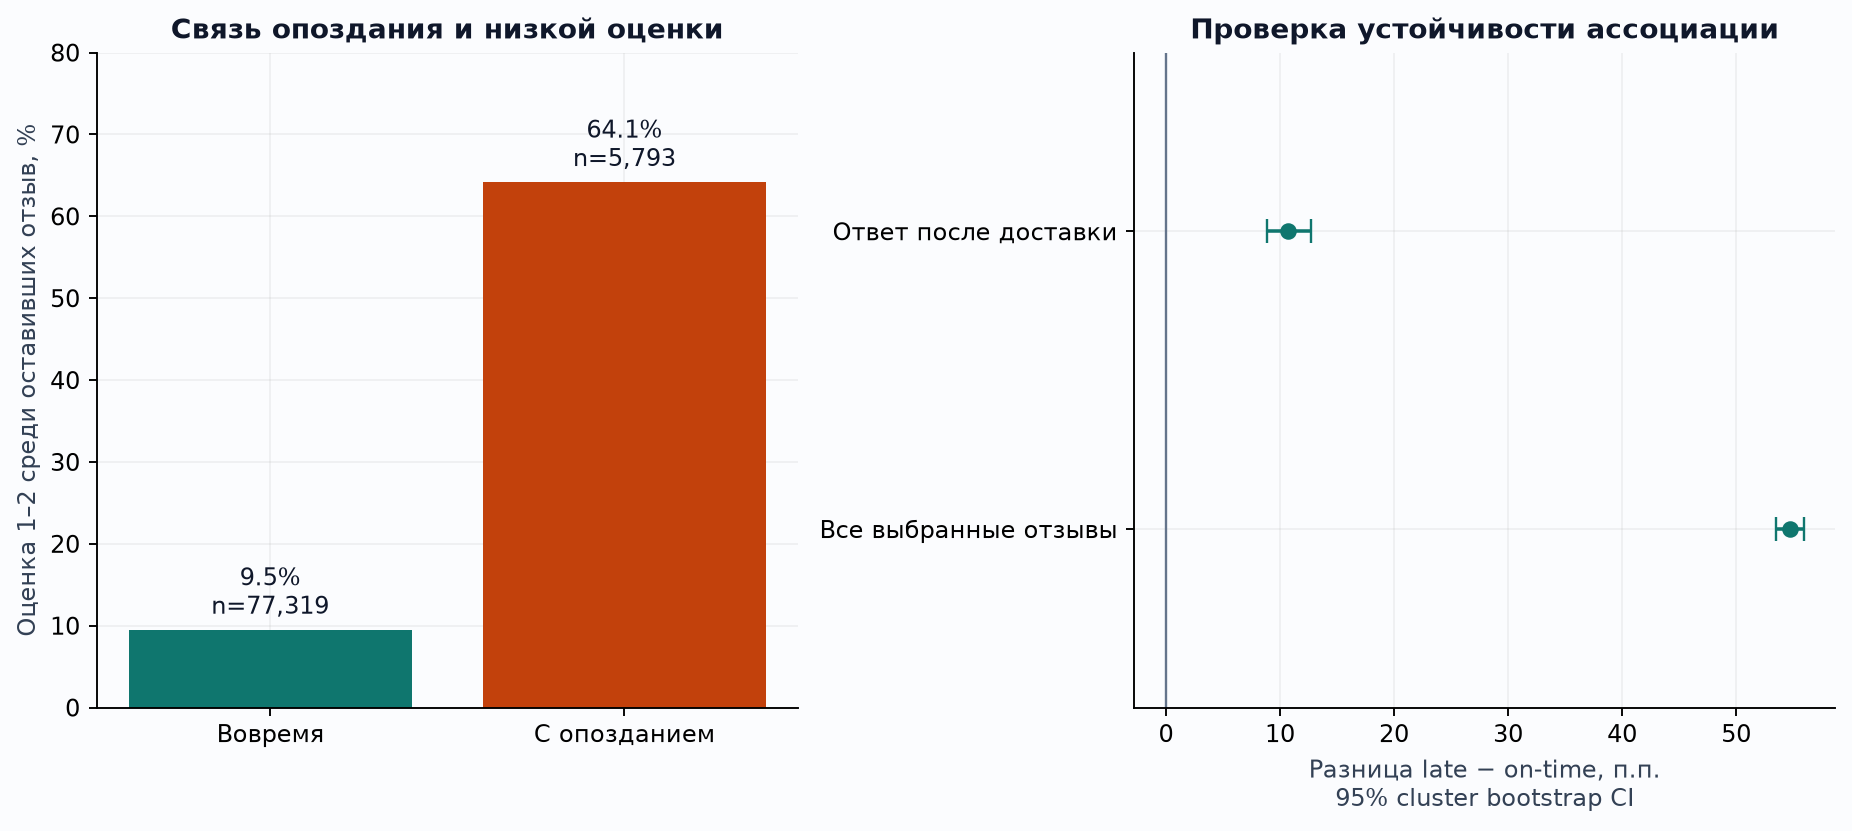 Связь опоздания и низкой оценки
Оценка 1–2 среди оставивших отзыв, %
80
70
60
50
40
30
20
10
0
9.5%
n=77,319
64.1%
n=5,793
Вовремя
С опозданием
Проверка устойчивости ассоциации
Ответ после доставки
Все выбранные отзывы
0
10
20
30
40
50
Разница late − on-time, п.п.
95% cluster bootstrap CI